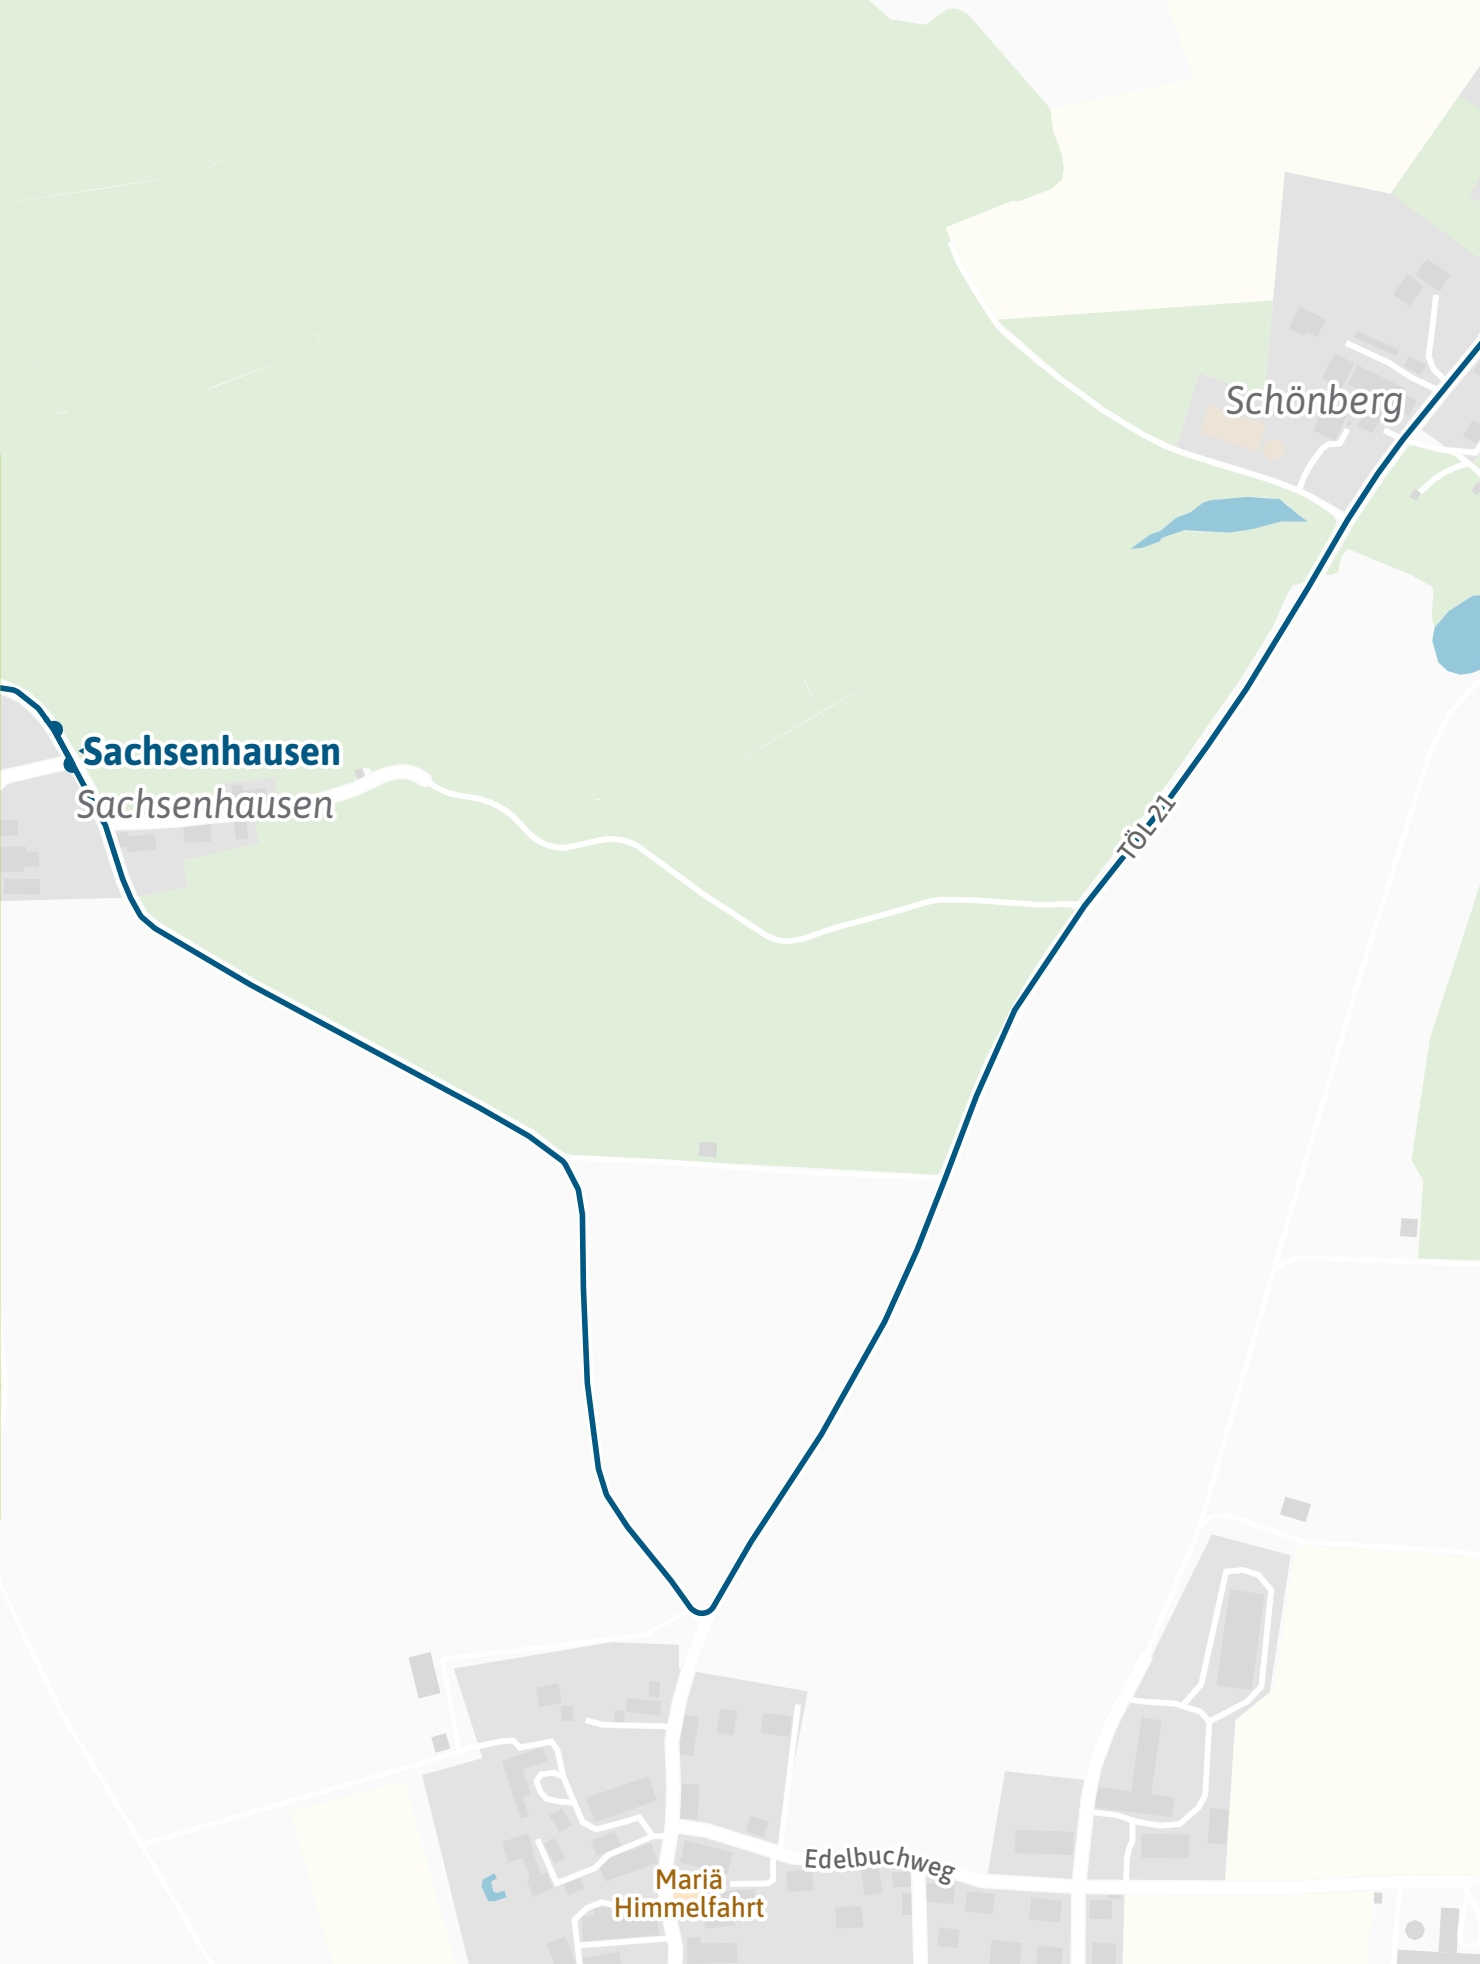 Schönberg
Sachsenhausen
Sachsenhausen
TÖL 21
Edelbuchweg
Mariä
Himmelfahrt